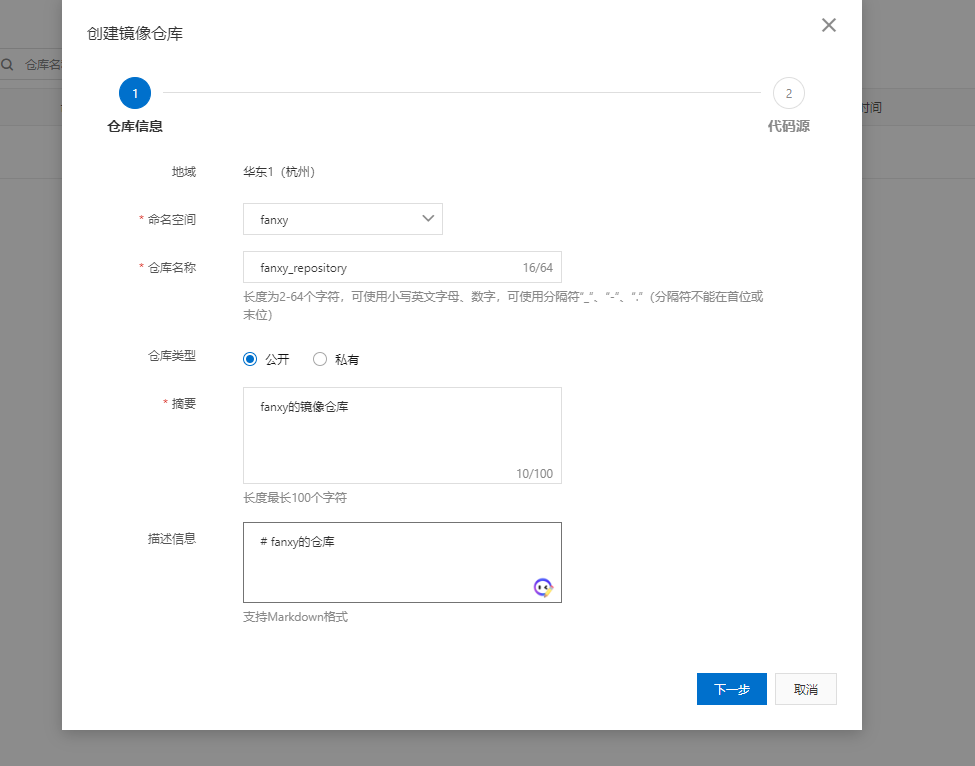 创建镜像仓库
仓库名
时间
1
2
仓库信息
代码源
地域
华东1（杭州）
* 命名空间
fanxy
* 仓库名称
fanxy_repository
16/64
长度为2-64个字符，可使用小写英文字母、数字，可使用分隔符“_”、“-”、“.”（分隔符不能在首位或
末位）
仓库类型
公开
私有
* 摘要
fanxy的镜像仓库
10/100
长度最长100个字符
描述信息
# fanxy的仓库
支持Markdown格式
下一步
取消